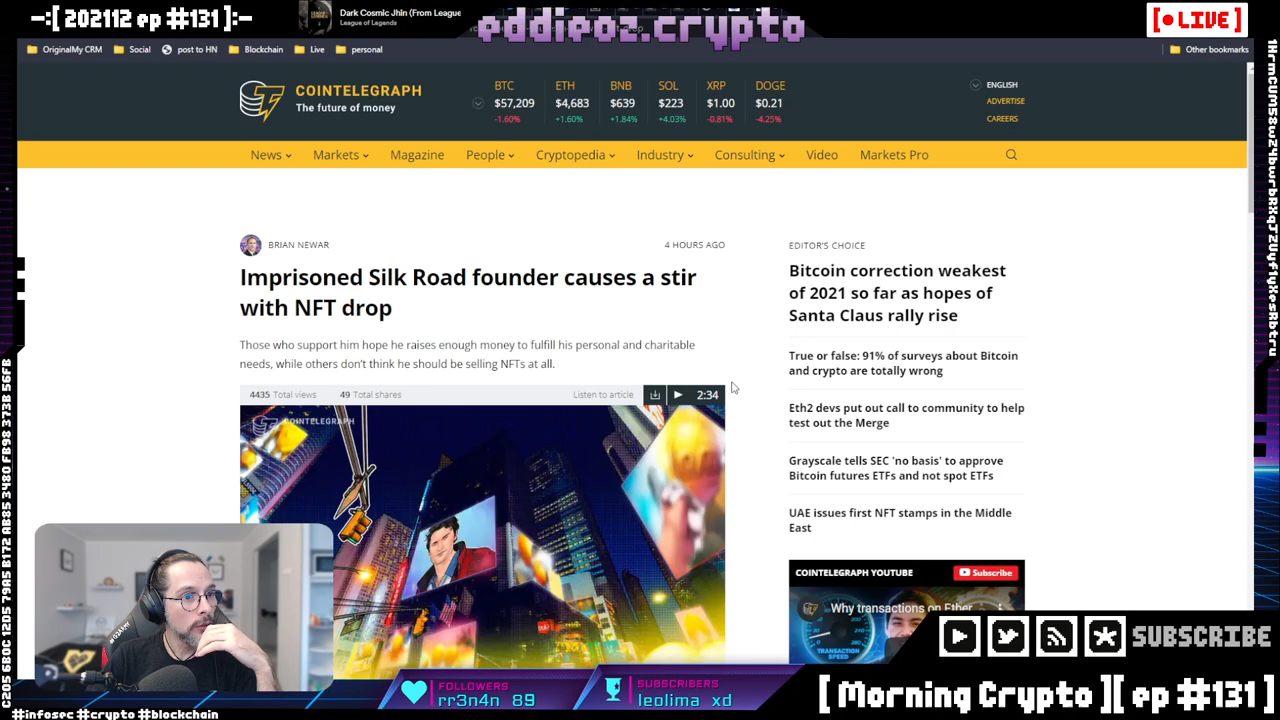 -:[ 202112 ep #131 ]:-
Dark Cosmic Jhin (From League
League of Legends
eddieoz.crypto
[● LIVE ]
OriginalMy CRM
Social
post to HN
Blockchain
Live
personal
Other bookmarks
COINTELEGRAPH
The future of money
BTC ETH BNB SOL XRP DOGE
$57,209 $4,683 $639 $223 $1.00 $0.21
-1.60% +1.60% +1.84% +4.03% -0.81% -4.25%
ENGLISH
ADVERTISE
CAREERS
News Markets Magazine People Cryptopedia Industry Consulting Video Markets Pro
BRIAN NEWAR
4 HOURS AGO
Imprisoned Silk Road founder causes a stir
with NFT drop
Those who support him hope he raises enough money to fulfill his personal and charitable
needs, while others don't think he should be selling NFTs at all.
4435 Total views
49 Total shares
Listen to article
2:34
COINTELEGRAPH
EDITOR'S CHOICE
Bitcoin correction weakest
of 2021 so far as hopes of
Santa Claus rally rise
True or false: 91% of surveys about Bitcoin
and crypto are totally wrong
Eth2 devs put out call to community to help
test out the Merge
Grayscale tells SEC 'no basis' to approve
Bitcoin futures ETFs and not spot ETFs
UAE issues first NFT stamps in the Middle
East
COINTELEGRAPH YOUTUBE
Subscribe
Why transactions on Ether
TRANSACTION
SPEED
SUBSCRIBE
FOLLOWERS
rr3n4n 89
SUBSCRIBERS
leolima xd
[ Morning Crypto ][ ep #131 ]
#infosec #crypto #blockchain